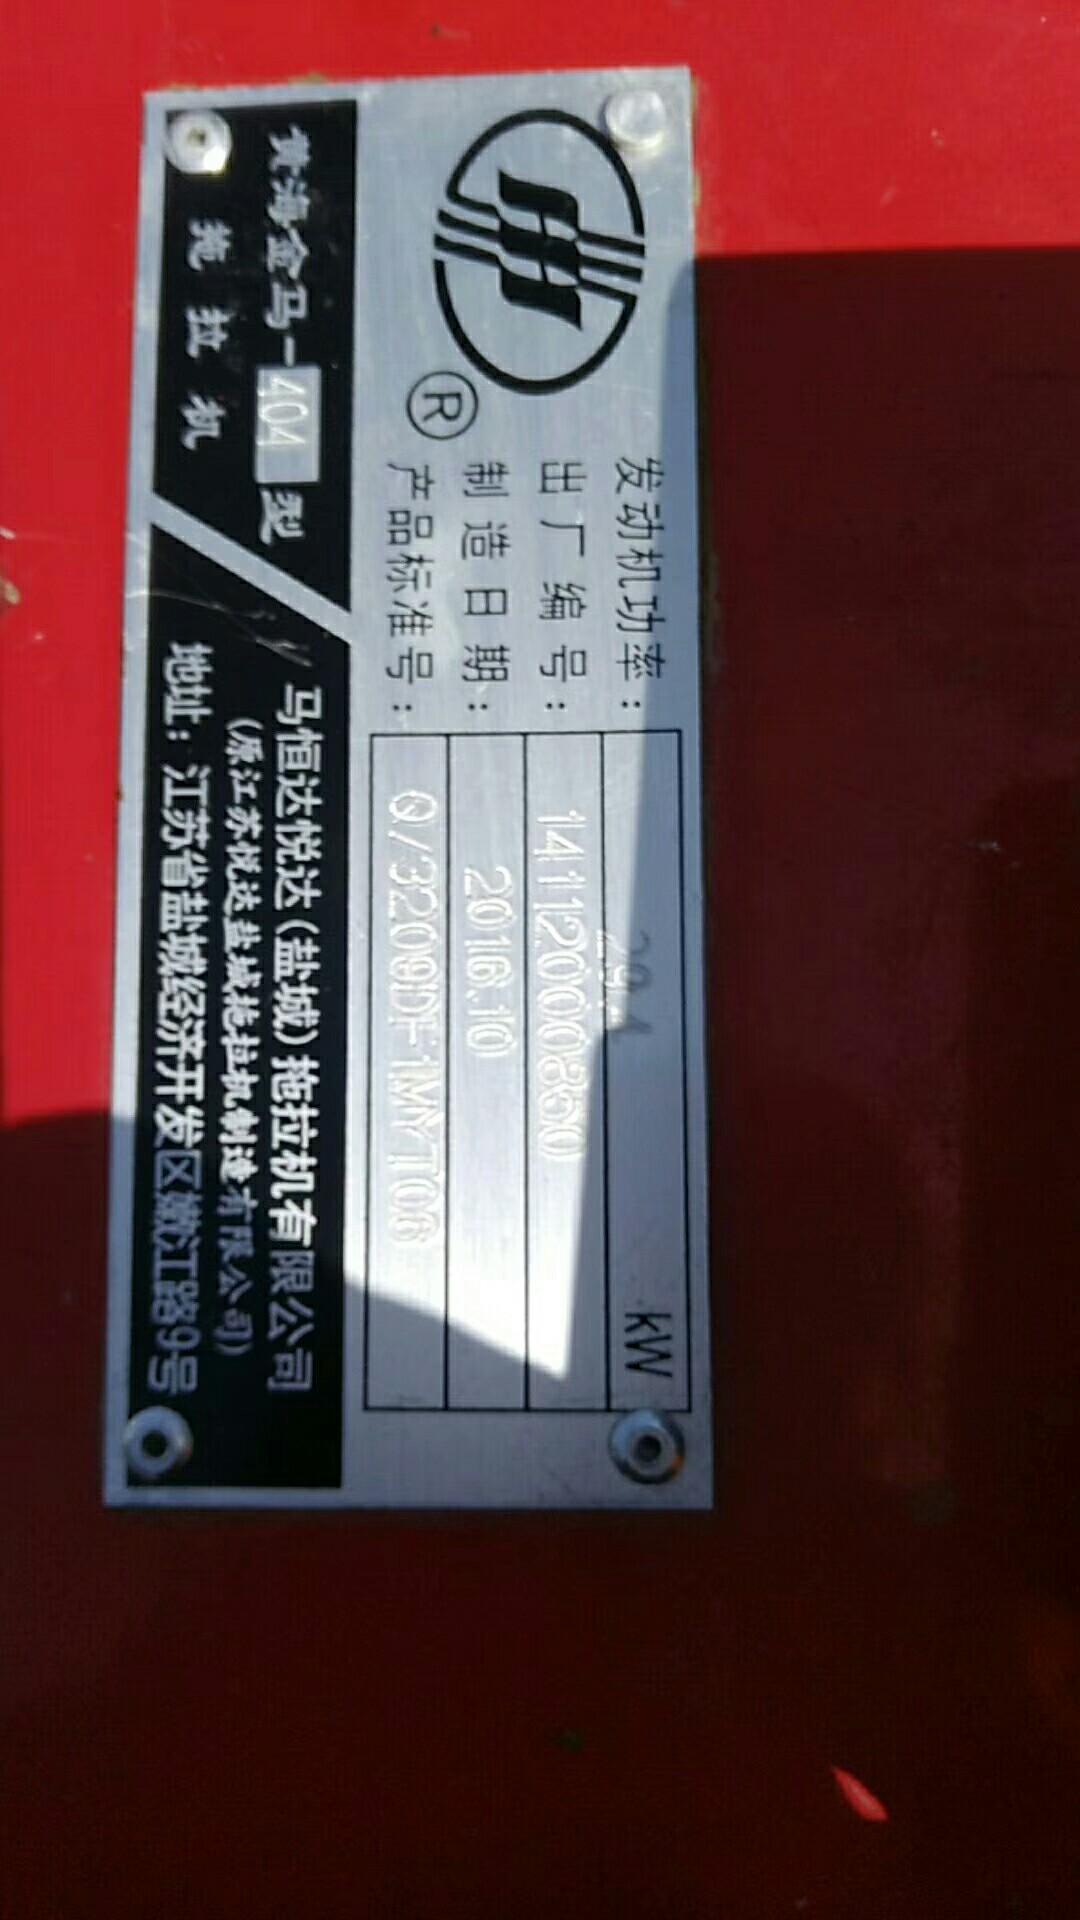 黄海金马-404型
拖拉机
®
发动机功率: 29.4 kW
出厂编号: 1411200850
制造日期: 2016.10
产品标准号: Q/3209DF1MYT06
马恒达悦达(盐城)拖拉机有限公司
(原江苏悦达盐城拖拉机制造有限公司)
地址: 江苏省盐城经济开发区嫩江路9号